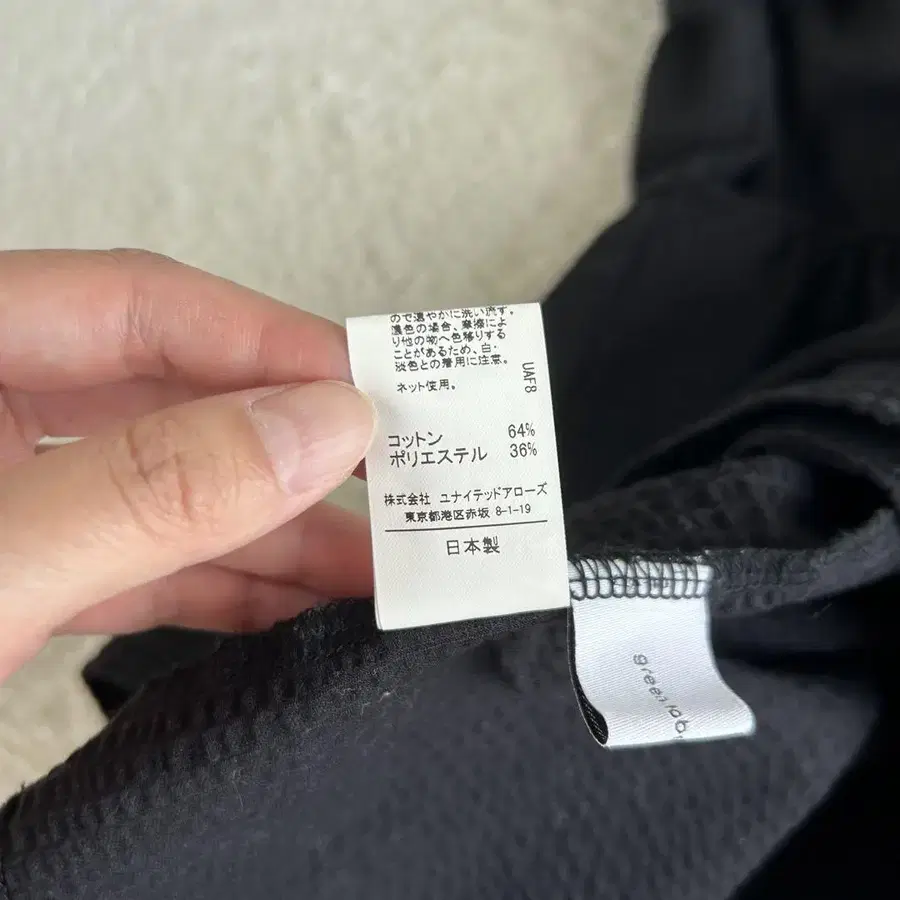 ので速やかに洗い流す。
濃色の場合、摩擦によ
り他の物へ色移りする
ことがあるため、白・
淡色との着用に注意。
ネット使用。
UAF8
コットン 64%
ポリエステル 36%
株式会社 ユナイテッドアローズ
東京都港区赤坂 8-1-19
日本製
green lab